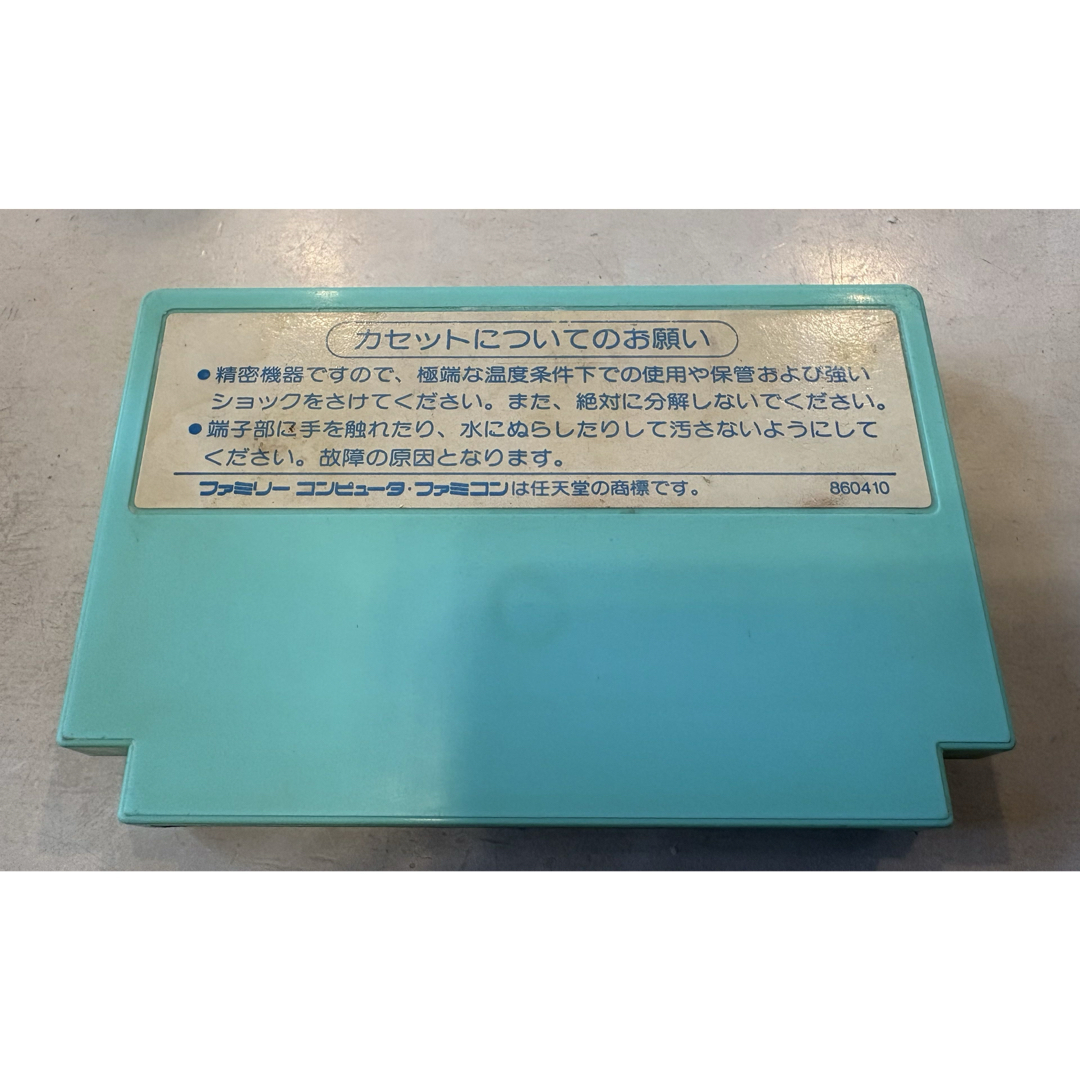 カセットについてのお願い
●精密機器ですので、極端な温度条件下での使用や保管および強い
ショックをさけてください。また、絶対に分解しないでください。
●端子部に手を触れたり、水にぬらしたりして汚さないようにして
ください。故障の原因となります。
ファミリーコンピュータ・ファミコンは任天堂の商標です。 860410